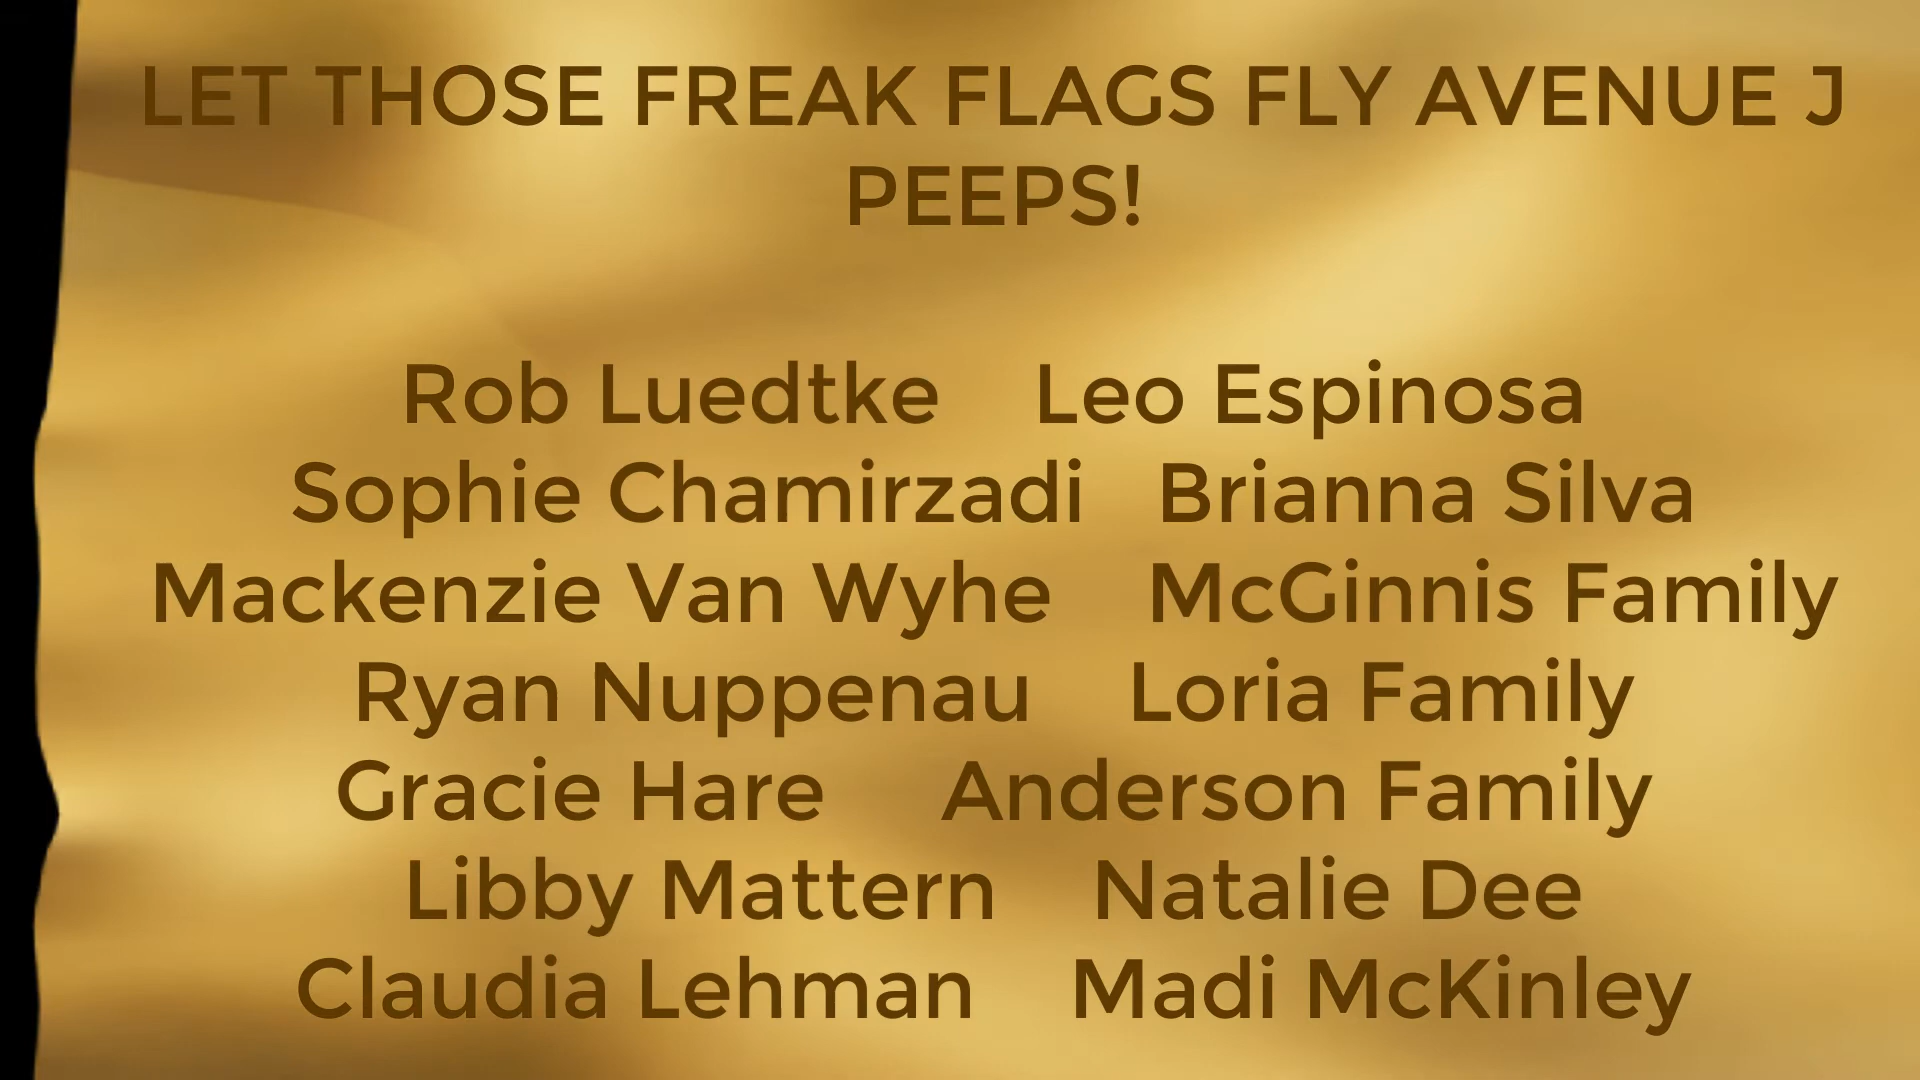 LET THOSE FREAK FLAGS FLY AVENUE J
PEEPS!
Rob Luedtke Leo Espinosa
Sophie Chamirzadi Brianna Silva
Mackenzie Van Wyhe McGinnis Family
Ryan Nuppenau Loria Family
Gracie Hare Anderson Family
Libby Mattern Natalie Dee
Claudia Lehman Madi McKinley